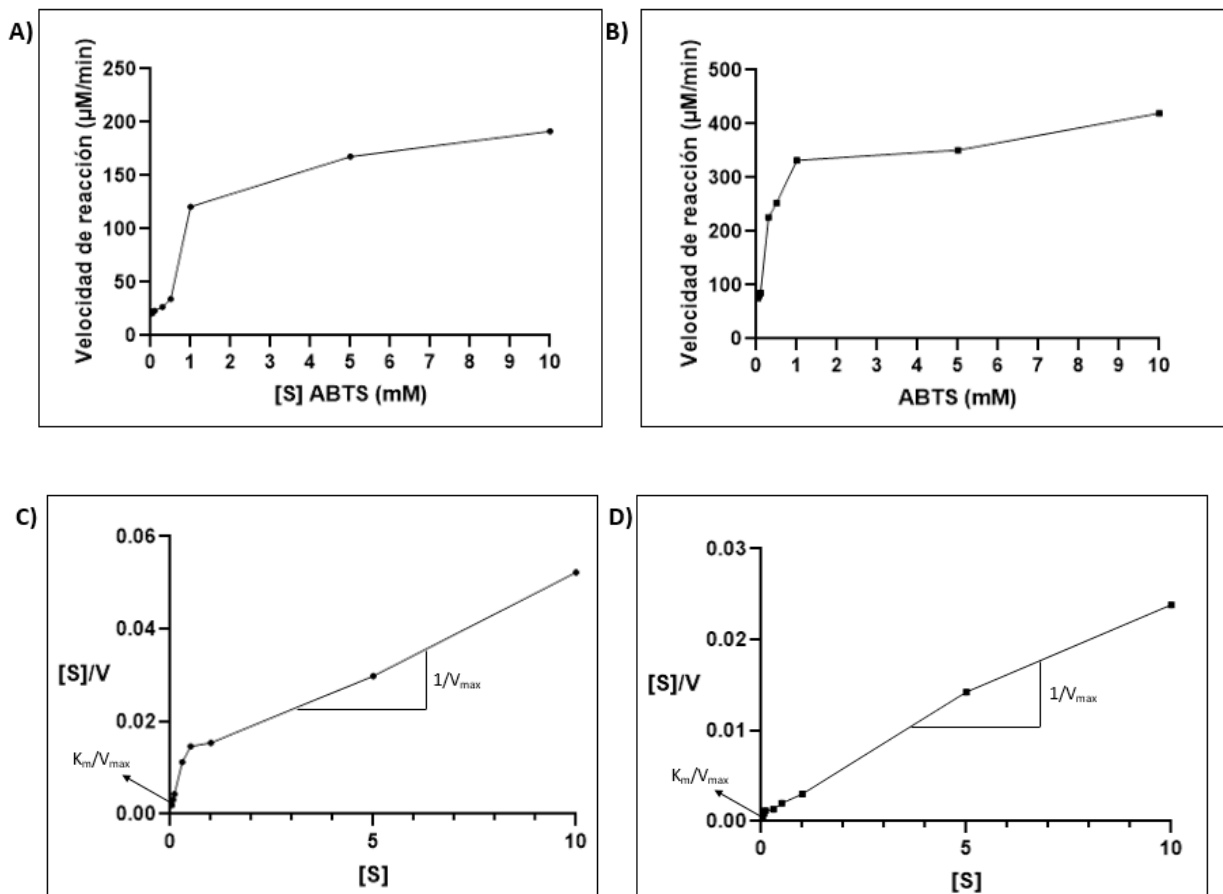 A)
Velocidad de reacción (µM/min)
250
200
150
100
50
0
0 1 2 3 4 5 6 7 8 9 10
[S] ABTS (mM)
B)
Velocidad de reacción (µM/min)
500
400
300
200
100
0
0 1 2 3 4 5 6 7 8 9 10
ABTS (mM)
C)
0.06
0.04
[S]/V
0.02
0.00
Km/Vmax
1/Vmax
0 5 10
[S]
D)
0.03
0.02
[S]/V
0.01
0.00
Km/Vmax
1/Vmax
0 5 10
[S]